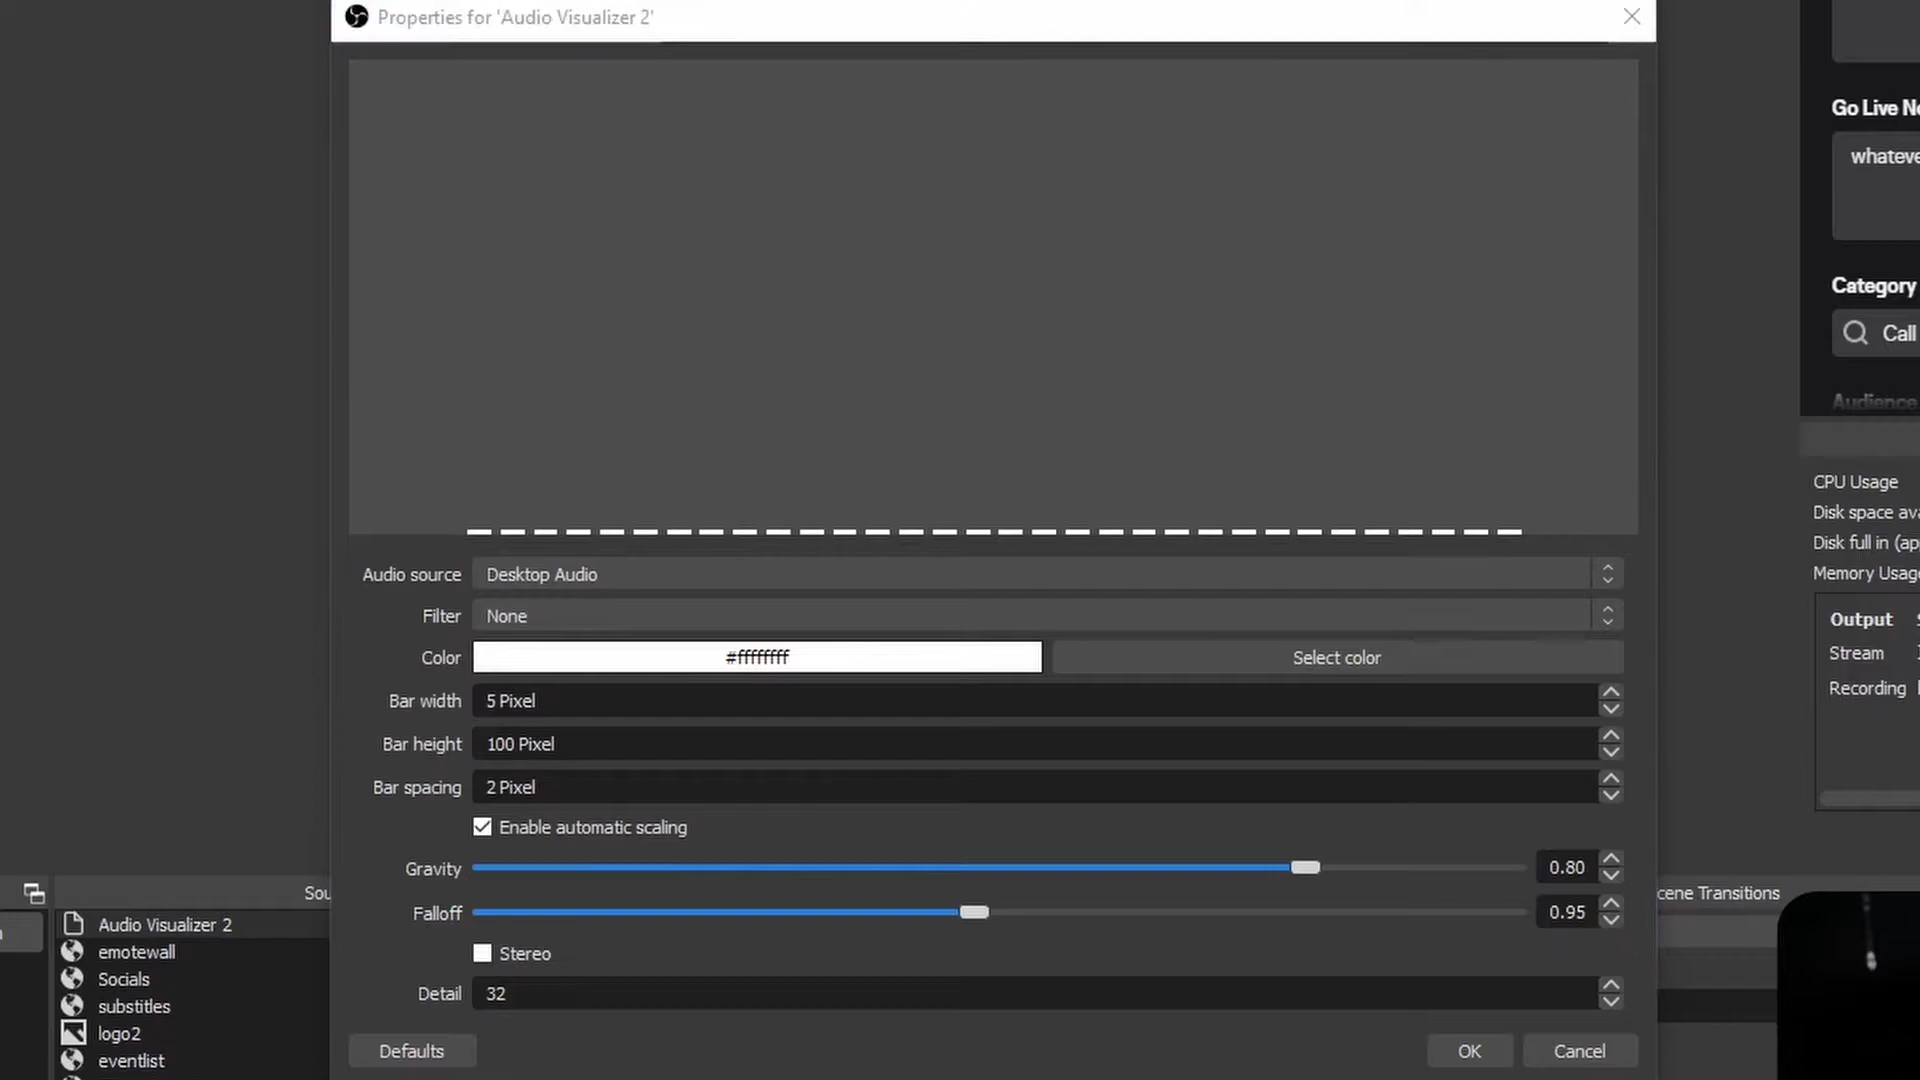 Properties for 'Audio Visualizer 2'
Audio source Desktop Audio
Filter None
Color #ffffffff Select color
Bar width 5 Pixel
Bar height 100 Pixel
Bar spacing 2 Pixel
Enable automatic scaling
Gravity 0.80
Falloff 0.95
Stereo
Detail 32
Defaults OK Cancel
Sou
Audio Visualizer 2
emotewall
Socials
substitles
logo2
eventlist
Go Live No
whateve
Category
Call
Audience
CPU Usage
Disk space ava
Disk full in (ap
Memory Usag
Output S
Stream
Recording
cene Transitions